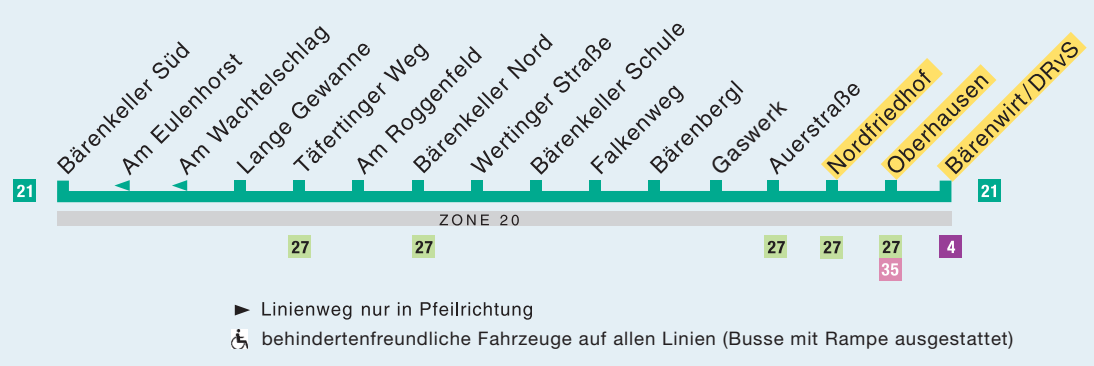 Bärenkeller Süd
Am Eulenhorst
Am Wachtelschlag
Lange Gewanne
Täfertinger Weg
Am Roggenfeld
Bärenkeller Nord
Wertinger Straße
Bärenkeller Schule
Falkenweg
Bärenbergl
Gaswerk
Auerstraße
Nordfriedhof
Oberhausen
Bärenwirt/DRvS
21 21
ZONE 20
27 27 27 27 27 4
35
Linienweg nur in Pfeilrichtung
behindertenfreundliche Fahrzeuge auf allen Linien (Busse mit Rampe ausgestattet)